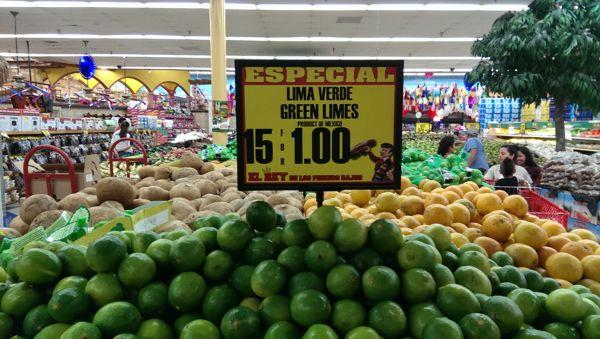 ESPECIAL
LIMA VERDE
GREEN LIMES
PRODUCT OF MEXICO
15 FOR 1.00
EL REY DE LOS PRECIOS BAJOS